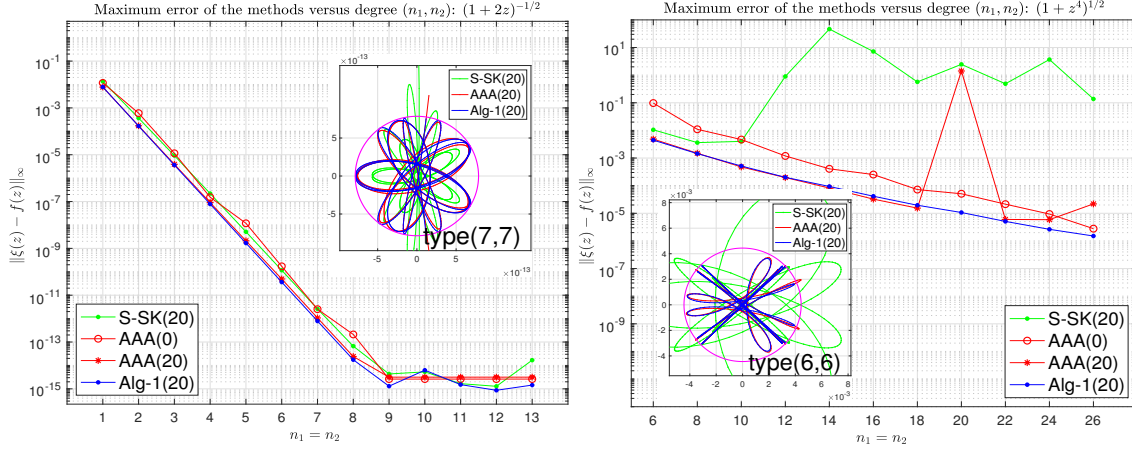 Maximum error of the methods versus degree (n₁, n₂): (1 + 2z)^{-1/2}
‖ξ(z) − f(z)‖∞
10^{-1}
10^{-3}
10^{-5}
10^{-7}
10^{-9}
10^{-11}
10^{-13}
10^{-15}
1 2 3 4 5 6 7 8 9 10 11 12 13
n₁ = n₂
S-SK(20)
AAA(0)
AAA(20)
Alg-1(20)
×10^{-13}
5
0
-5
-5 0 5
×10^{-13}
S-SK(20)
AAA(20)
Alg-1(20)
type(7,7)
Maximum error of the methods versus degree (n₁, n₂): (1 + z⁴)^{1/2}
‖ξ(z) − f(z)‖∞
10^{1}
10^{-1}
10^{-3}
10^{-5}
10^{-7}
10^{-9}
6 8 10 12 14 16 18 20 22 24 26
n₁ = n₂
×10^{-3}
8
6
4
2
0
-2
-4
-4 -2 0 2 4 6 8
×10^{-3}
S-SK(20)
AAA(20)
Alg-1(20)
type(6,6)
S-SK(20)
AAA(0)
AAA(20)
Alg-1(20)